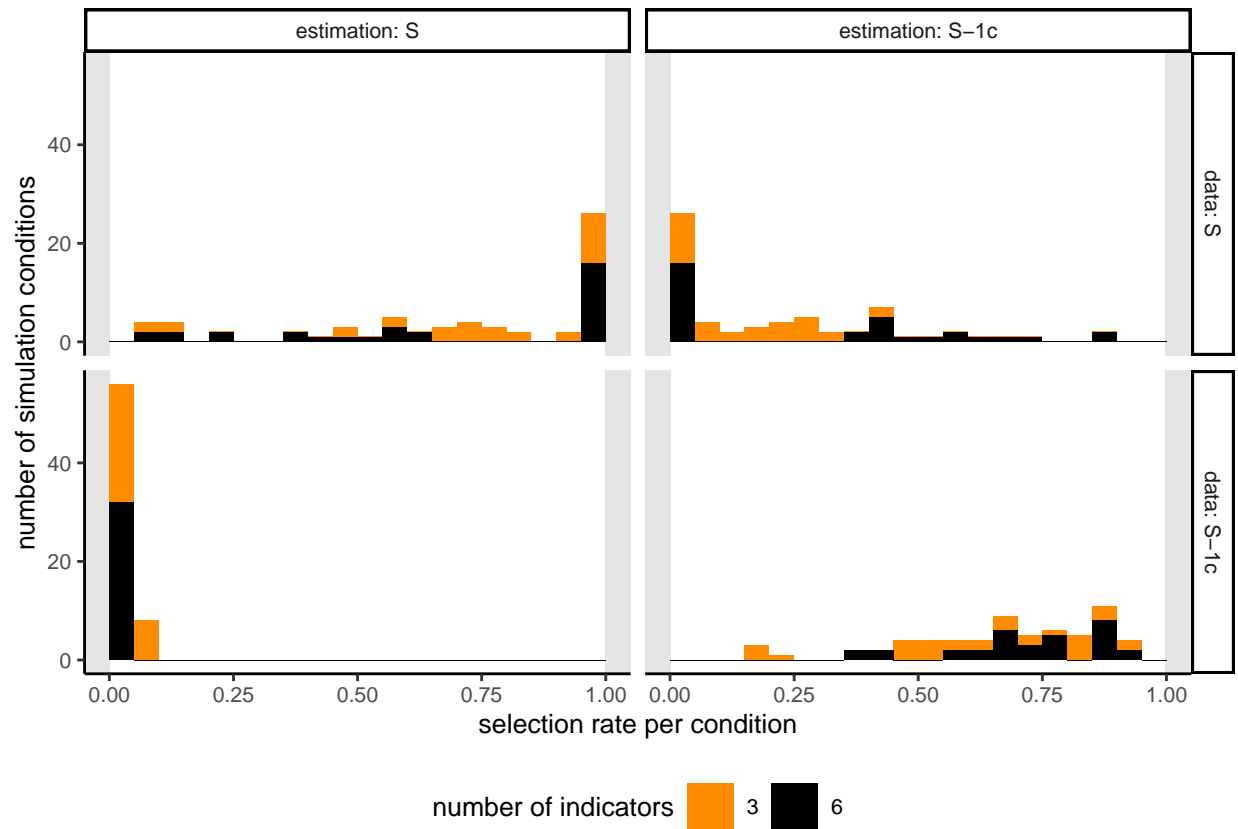 estimation: S
estimation: S−1c
number of simulation conditions
40
20
0
data: S
40
20
0
data: S−1c
0.00 0.25 0.50 0.75 1.00
0.00 0.25 0.50 0.75 1.00
selection rate per condition
number of indicators 3 6